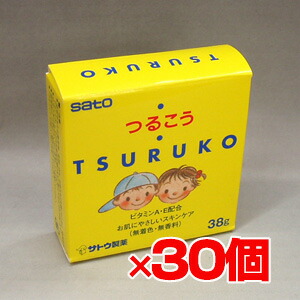 TSURUKO
sato
つるこう
TSURUKO
ビタミンA・E配合
お肌にやさしいスキンケア
(無着色・無香料)
38g
サトウ製薬
×30個